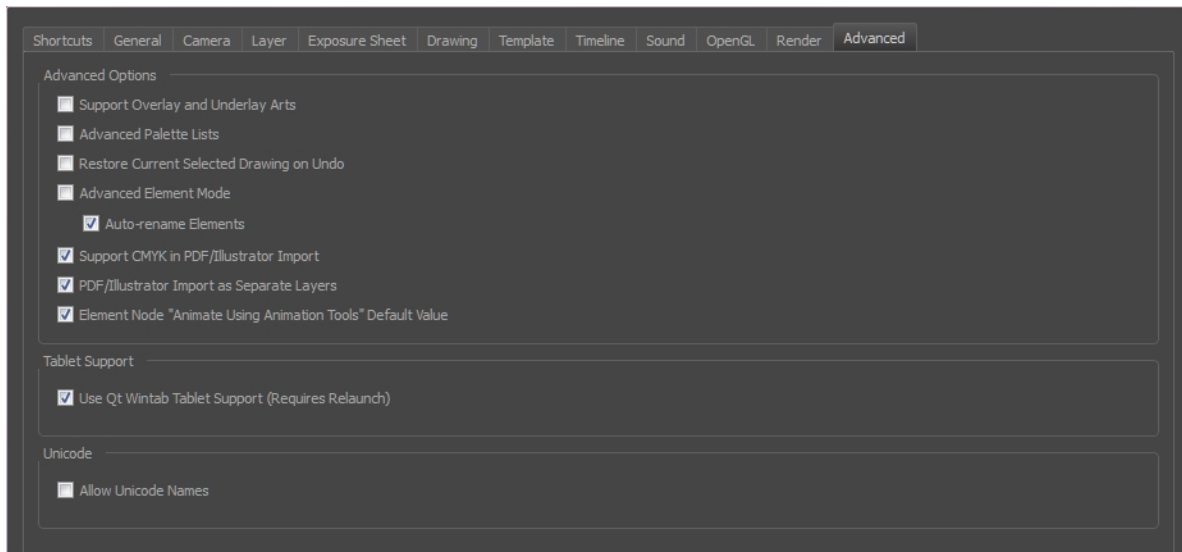 Shortcuts General Camera Layer Exposure Sheet Drawing Template Timeline Sound OpenGL Render Advanced
Advanced Options
Support Overlay and Underlay Arts
Advanced Palette Lists
Restore Current Selected Drawing on Undo
Advanced Element Mode
Auto-rename Elements
Support CMYK in PDF/Illustrator Import
PDF/Illustrator Import as Separate Layers
Element Node "Animate Using Animation Tools" Default Value
Tablet Support
Use Qt Wintab Tablet Support (Requires Relaunch)
Unicode
Allow Unicode Names